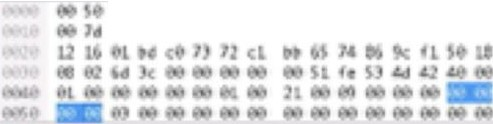 0000 00 50
0010 00 7d
0020 12 16 01 bd c0 73 72 c1 bb 65 74 86 9c f1 50 18
0030 08 02 6d 3c 00 00 00 00 00 51 fe 53 4d 42 40 00
0040 01 00 00 00 00 00 01 00 21 00 09 00 00 00 00 00
0050 00 00 03 00 00 00 00 00 00 00 00 00 00 00 00 00